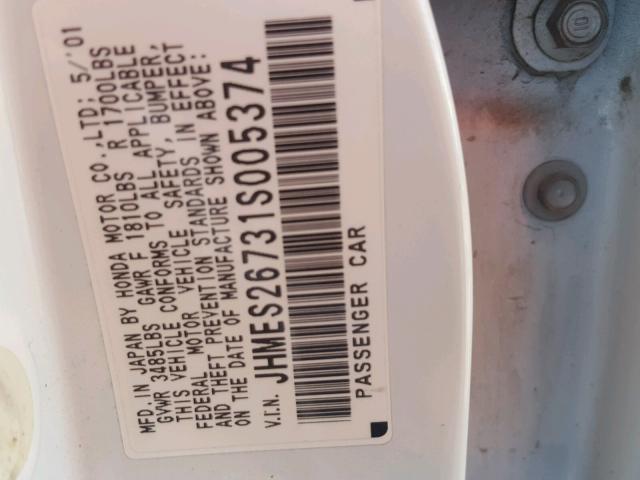 MFD. IN JAPAN BY HONDA MOTOR CO., LTD; 5/'01
GVWR 3485LBS GAWR F 1810LBS R 1700LBS
THIS VEHICLE CONFORMS TO ALL APPLICABLE
FEDERAL MOTOR VEHICLE SAFETY, BUMPER,
AND THEFT PREVENTION STANDARDS IN EFFECT
ON THE DATE OF MANUFACTURE SHOWN ABOVE:
V.I.N. JHMES26731S005374
PASSENGER CAR